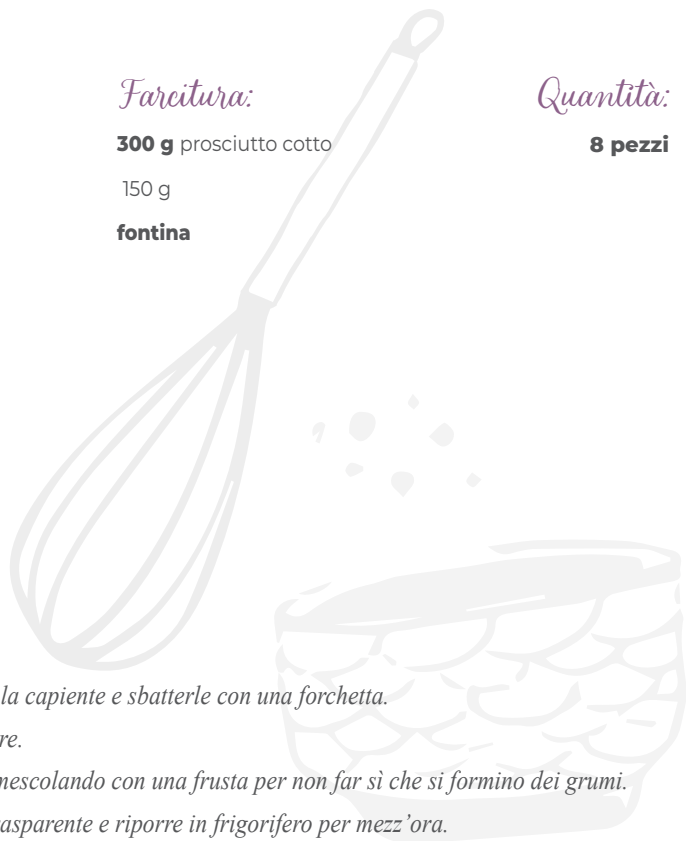 Farcitura:
Quantità:
300 g prosciutto cotto
8 pezzi
150 g
fontina
la capiente e sbatterle con una forchetta.
re.
mescolando con una frusta per non far sì che si formino dei grumi.
asparente e riporre in frigorifero per mezz’ora.